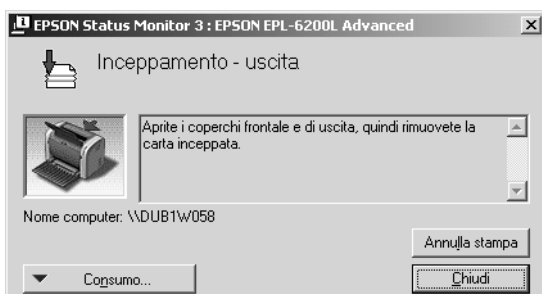 EPSON Status Monitor 3 : EPSON EPL-6200L Advanced
Inceppamento - uscita
Aprite i coperchi frontale e di uscita, quindi rimuovete la
carta inceppata.
Nome computer: \\DUB1W058
Annulla stampa
Consumo...
Chiudi